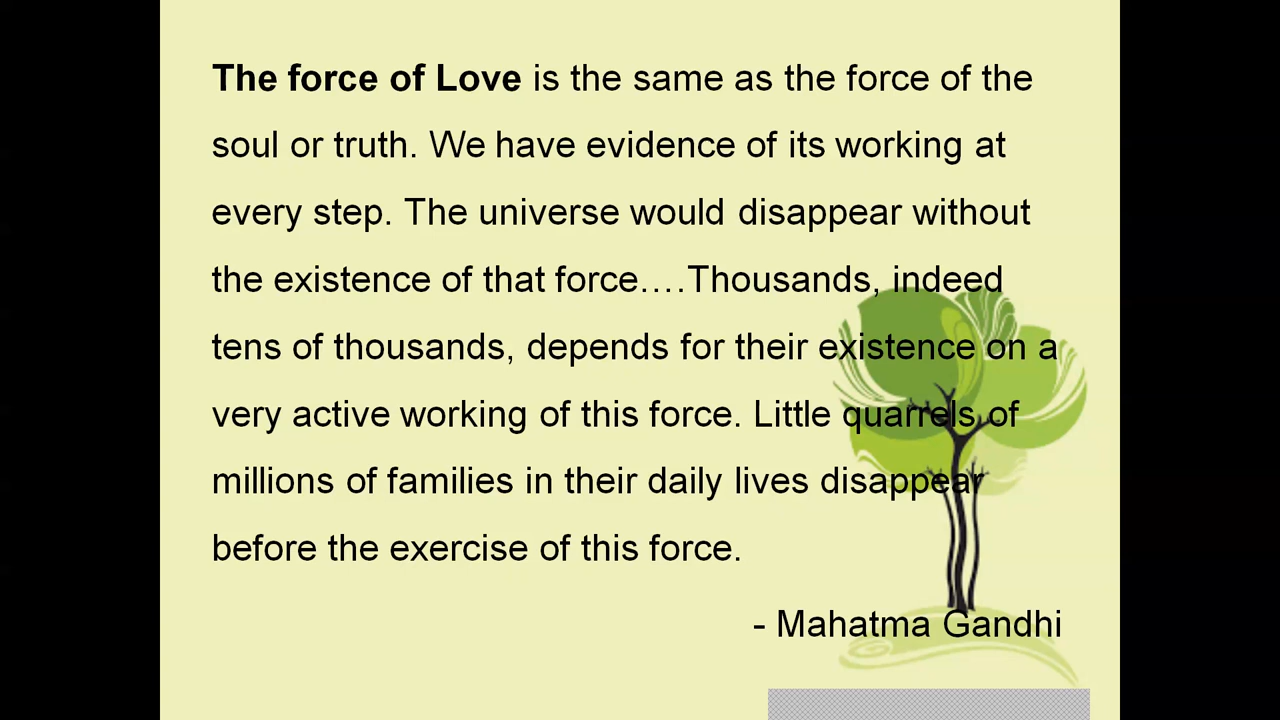 The force of Love is the same as the force of the
soul or truth. We have evidence of its working at
every step. The universe would disappear without
the existence of that force….Thousands, indeed
tens of thousands, depends for their existence on a
very active working of this force. Little quarrels of
millions of families in their daily lives disappear
before the exercise of this force.
- Mahatma Gandhi